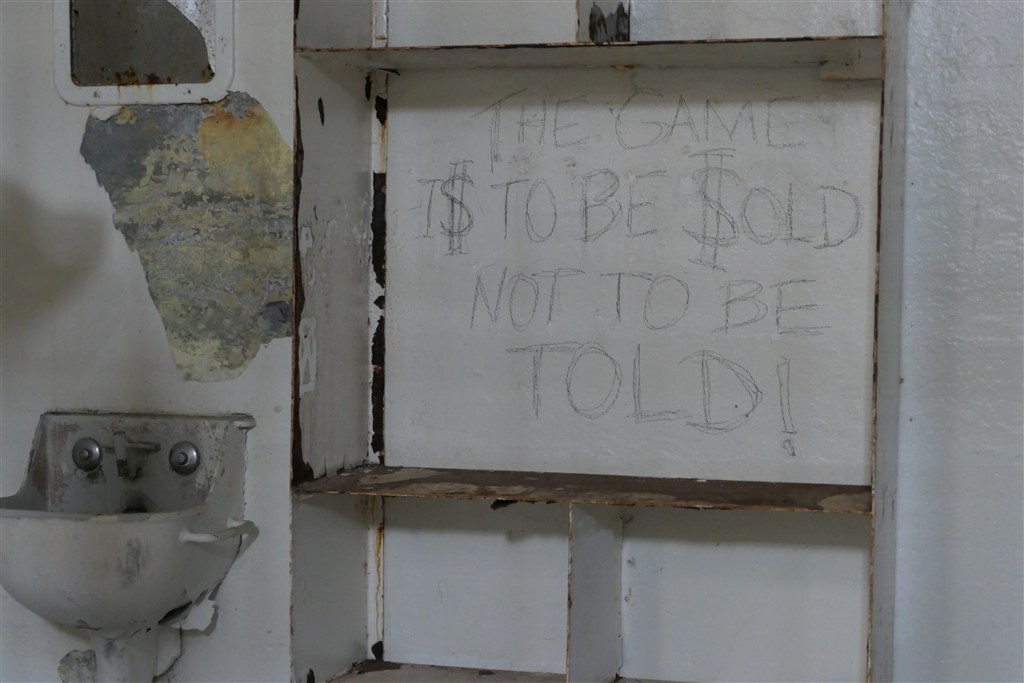 THE GAME
I$ TO BE $OLD
NOT TO BE
TOLD!